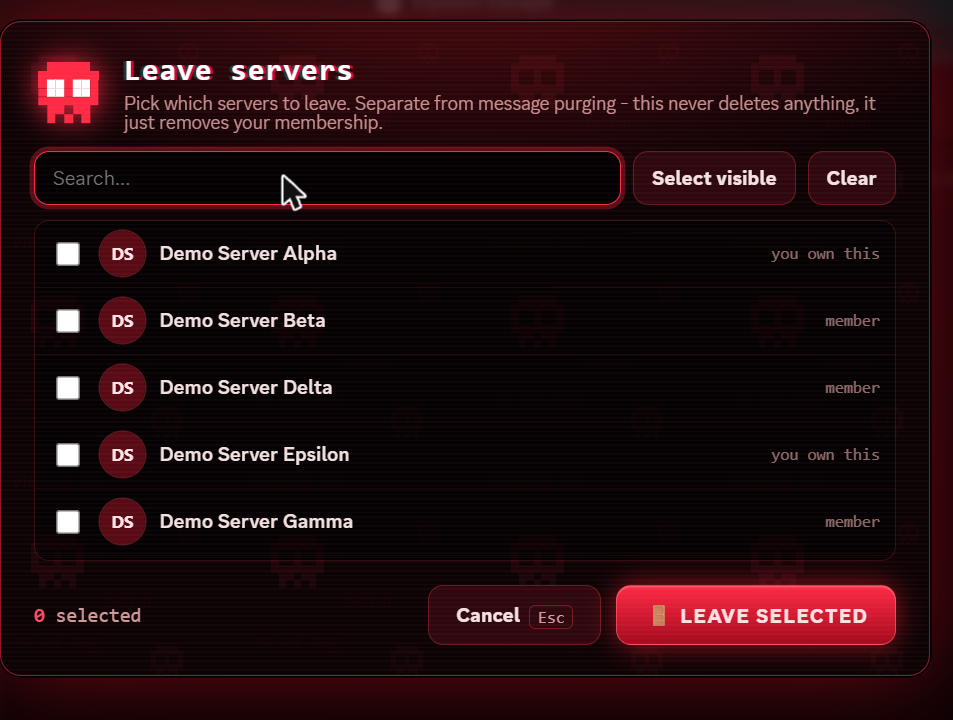 Leave servers
Pick which servers to leave. Separate from message purging - this never deletes anything, it
just removes your membership.
Search...
Select visible
Clear
DS Demo Server Alpha you own this
DS Demo Server Beta member
DS Demo Server Delta member
DS Demo Server Epsilon you own this
DS Demo Server Gamma member
0 selected
Cancel Esc
LEAVE SELECTED